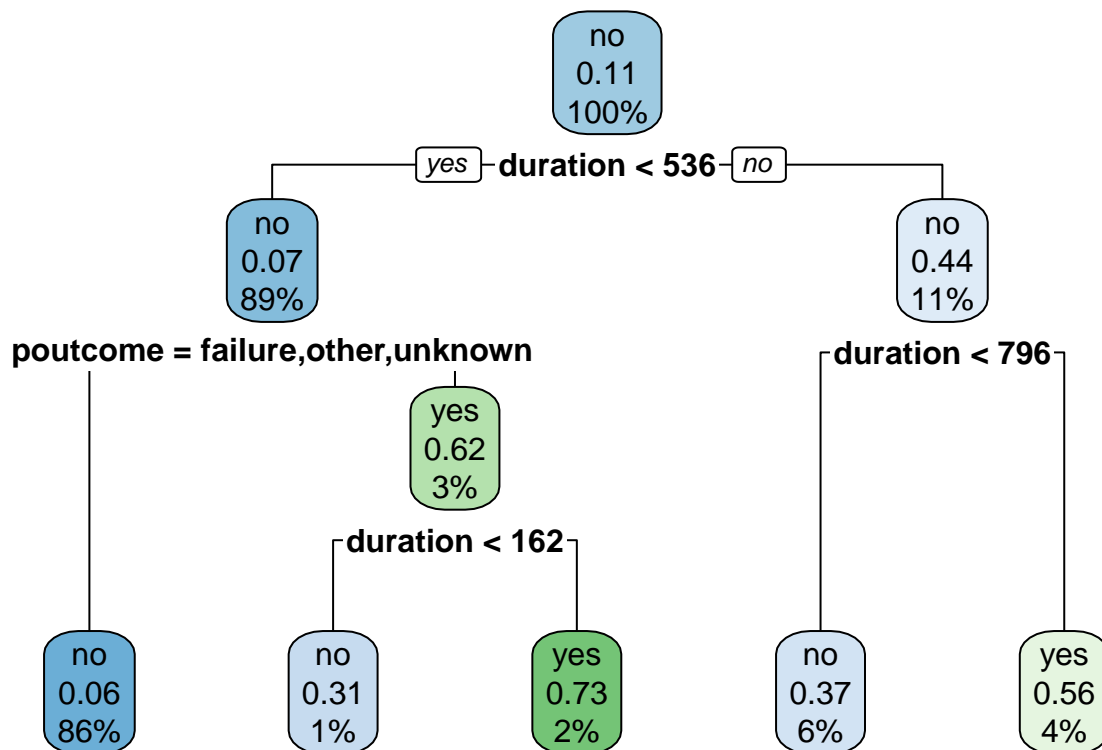 no
0.11
100%
yes duration < 536 no
no
0.07
89%
no
0.44
11%
poutcome = failure,other,unknown
duration < 796
yes
0.62
3%
duration < 162
no
0.06
86%
no
0.31
1%
yes
0.73
2%
no
0.37
6%
yes
0.56
4%